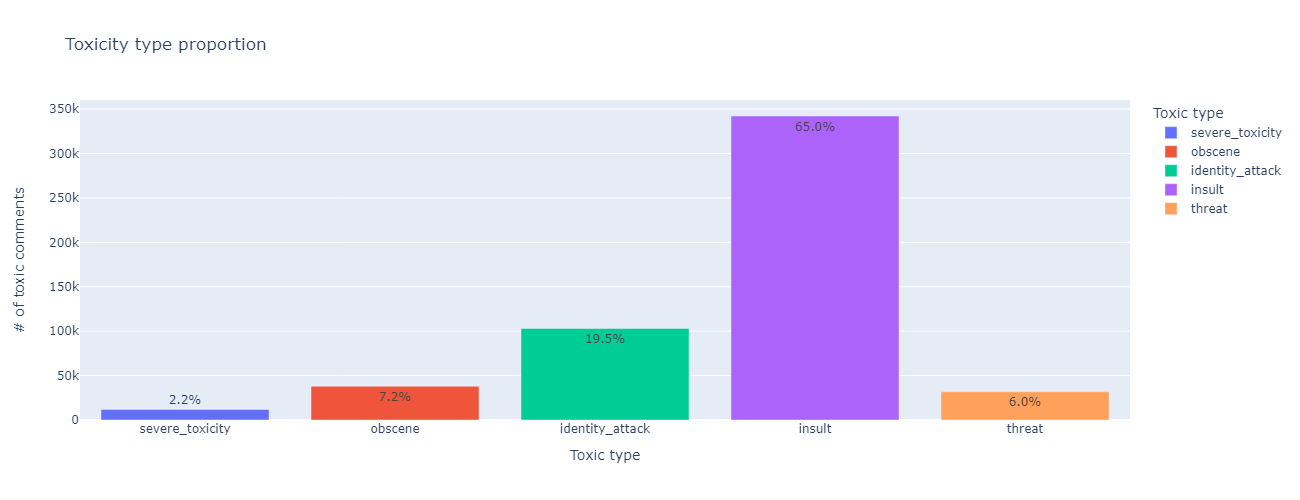 Toxicity type proportion
350k
300k
250k
200k
150k
100k
50k
0
# of toxic comments
2.2%
7.2%
19.5%
65.0%
6.0%
severe_toxicity
obscene
identity_attack
insult
threat
Toxic type
Toxic type
severe_toxicity
obscene
identity_attack
insult
threat